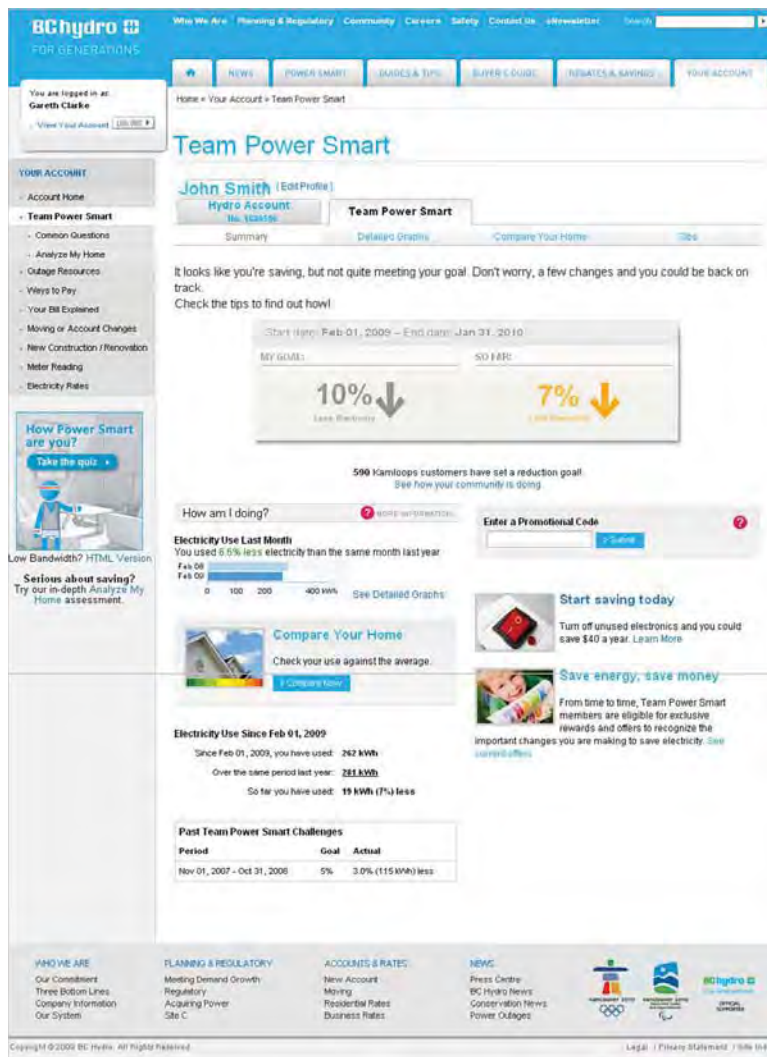 BChydro
FOR GENERATIONS
Who We Are Planning & Regulatory Community Careers Safety Contact Us eNewsletter Search
NEWS POWER SMART GUIDES & TIPS BUYER'S GUIDE REBATES & SAVINGS YOUR ACCOUNT
You are logged in as:
Gareth Clarke
View Your Account
Home » Your Account » Team Power Smart
Team Power Smart
YOUR ACCOUNT
Account Home
Team Power Smart
Common Questions
Analyze My Home
Outage Resources
Ways to Pay
Your Bill Explained
Moving or Account Changes
New Construction / Renovation
Meter Reading
Electricity Rates
How Power Smart
are you?
Take the quiz
Low Bandwidth? HTML Version
Serious about saving?
Try our in-depth Analyze My
Home assessment.
John Smith [Edit Profile]
Hydro Account
No.
Team Power Smart
Summary Detailed Graphs Compare Your Home Tips
It looks like you're saving, but not quite meeting your goal. Don't worry, a few changes and you could be back on
track.
Check the tips to find out how!
Start date: Feb 01, 2009 – End date: Jan 31, 2010
MY GOAL: SO FAR:
10% 7%
Less Electricity Less Electricity
590 Kamloops customers have set a reduction goal!
See how your community is doing
How am I doing? ? MORE INFORMATION
Electricity Use Last Month
You used 6.6% less electricity than the same month last year
Feb 08
Feb 09
0 100 200 400 kWh See Detailed Graphs
Compare Your Home
Check your use against the average.
Compare Now
Electricity Use Since Feb 01, 2009
Since Feb 01, 2009, you have used: 262 kWh
Over the same period last year: 281 kWh
So far you have used: 19 kWh (7%) less
Past Team Power Smart Challenges
Period Goal Actual
Nov 01, 2007 - Oct 31, 2008 5% 3.0% (115 kWh) less
Enter a Promotional Code ?
Submit
Start saving today
Turn off unused electronics and you could
save $40 a year. Learn More
Save energy, save money
From time to time, Team Power Smart
members are eligible for exclusive
rewards and offers to recognize the
important changes you are making to save electricity. See
current offers
WHO WE ARE
Our Commitment
Three Bottom Lines
Company Information
Our System
PLANNING & REGULATORY
Meeting Demand Growth
Regulatory
Acquiring Power
Site C
ACCOUNTS & RATES
New Account
Moving
Residential Rates
Business Rates
NEWS
Press Centre
BC Hydro News
Conservation News
Power Outages
vancouver 2010
vancouver 2010
BChydro
OFFICIAL
SUPPORTER
Copyright © 2009 BC Hydro. All Rights Reserved. Legal | Privacy Statement | Site